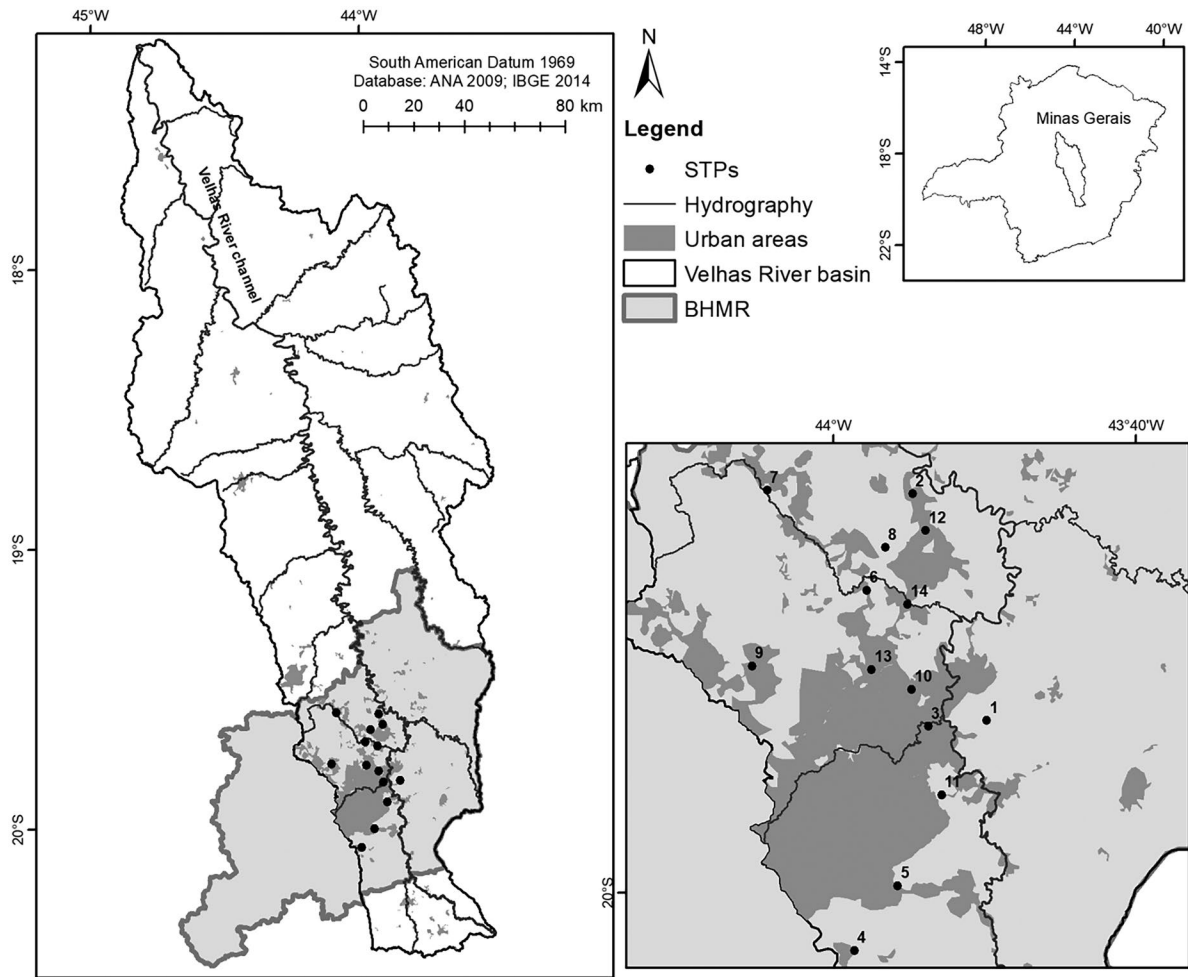 45°W
44°W
South American Datum 1969
Database: ANA 2009; IBGE 2014
0 20 40 80 km
Velhas River channel
18°S
19°S
20°S
N
Legend
STPs
Hydrography
Urban areas
Velhas River basin
BHMR
48°W 44°W 40°W
14°S
18°S
22°S
Minas Gerais
44°W
43°40'W
20°S
7
2
12
8
6
14
9
13
10
3
1
11
5
4